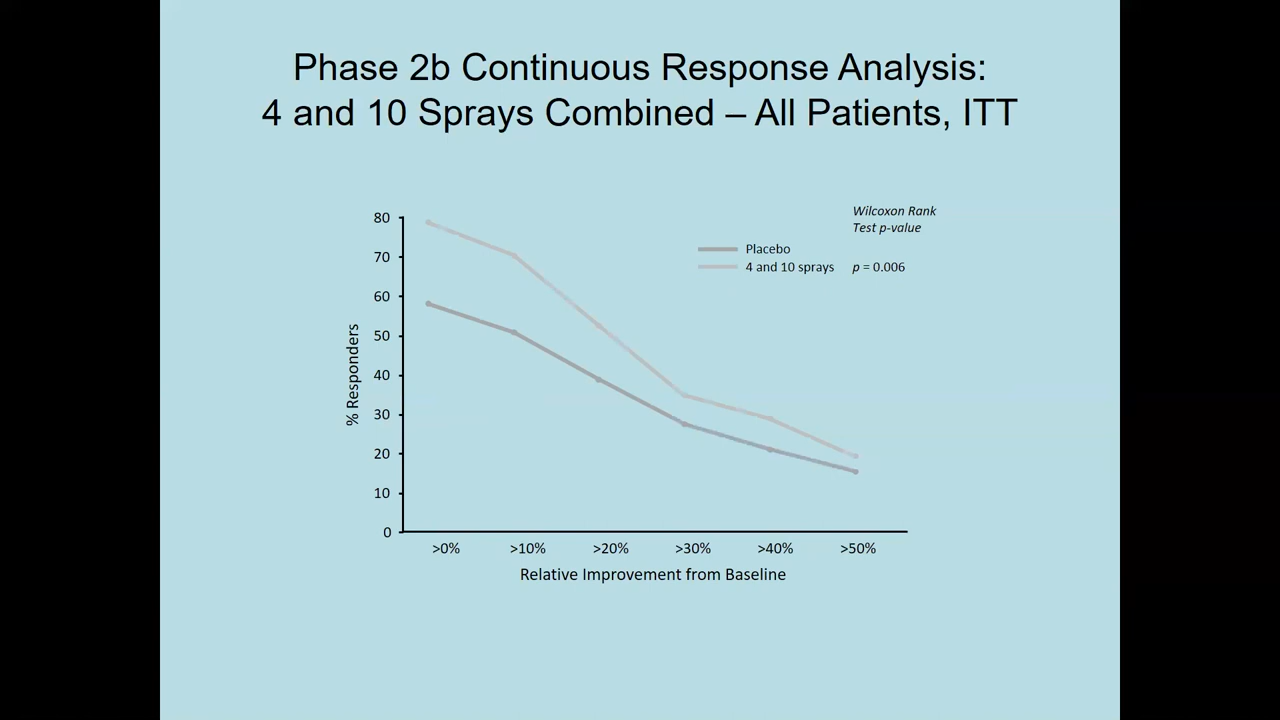 Phase 2b Continuous Response Analysis:
4 and 10 Sprays Combined – All Patients, ITT
Wilcoxon Rank
Test p-value
Placebo
4 and 10 sprays p = 0.006
% Responders
80
70
60
50
40
30
20
10
0
>0% >10% >20% >30% >40% >50%
Relative Improvement from Baseline